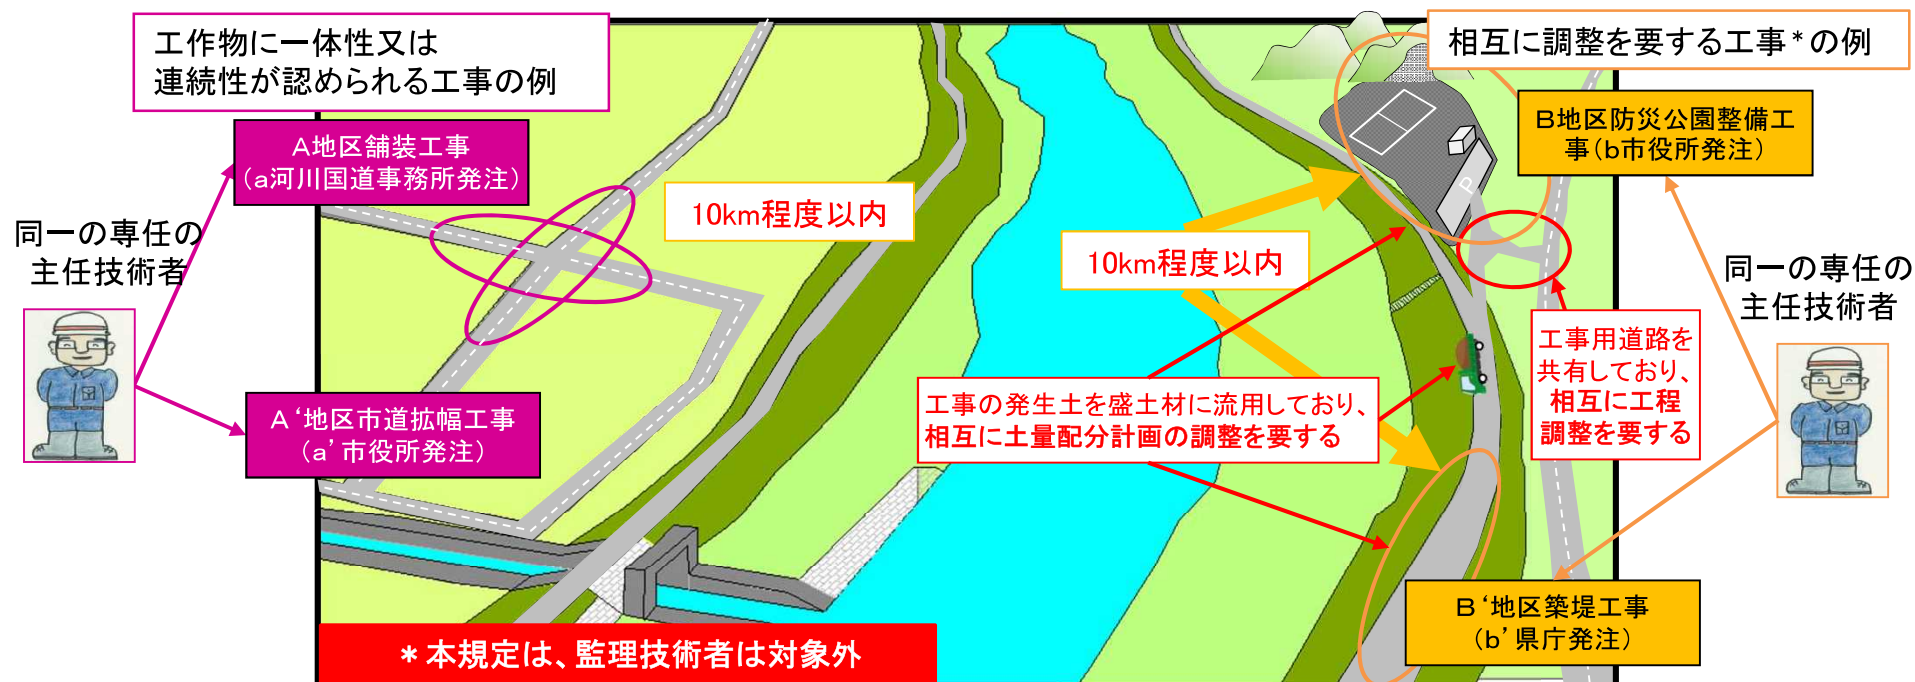 工作物に一体性又は
連続性が認められる工事の例
相互に調整を要する工事*の例
A地区舗装工事
(a河川国道事務所発注)
B地区防災公園整備工
事(b市役所発注)
10km程度以内
同一の専任の
主任技術者
P
10km程度以内
同一の専任の
主任技術者
工事用道路を
共有しており、
相互に工程
調整を要する
工事の発生土を盛土材に流用しており、
相互に土量配分計画の調整を要する
A‘地区市道拡幅工事
(a’市役所発注)
B‘地区築堤工事
(b’県庁発注)
*本規定は、監理技術者は対象外